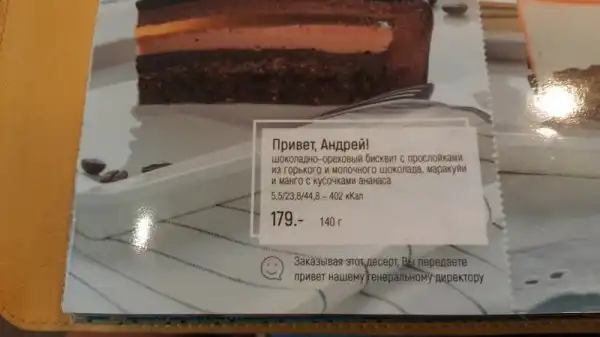 Привет, Андрей!
шоколадно-ореховый бисквит с прослойками
из горького и молочного шоколада, маракуйи
и манго с кусочками ананаса
5,5/23,8/44,8 - 402 кКал
179.- 140 г
Заказывая этот десерт, Вы передаете
привет нашему генеральному директору